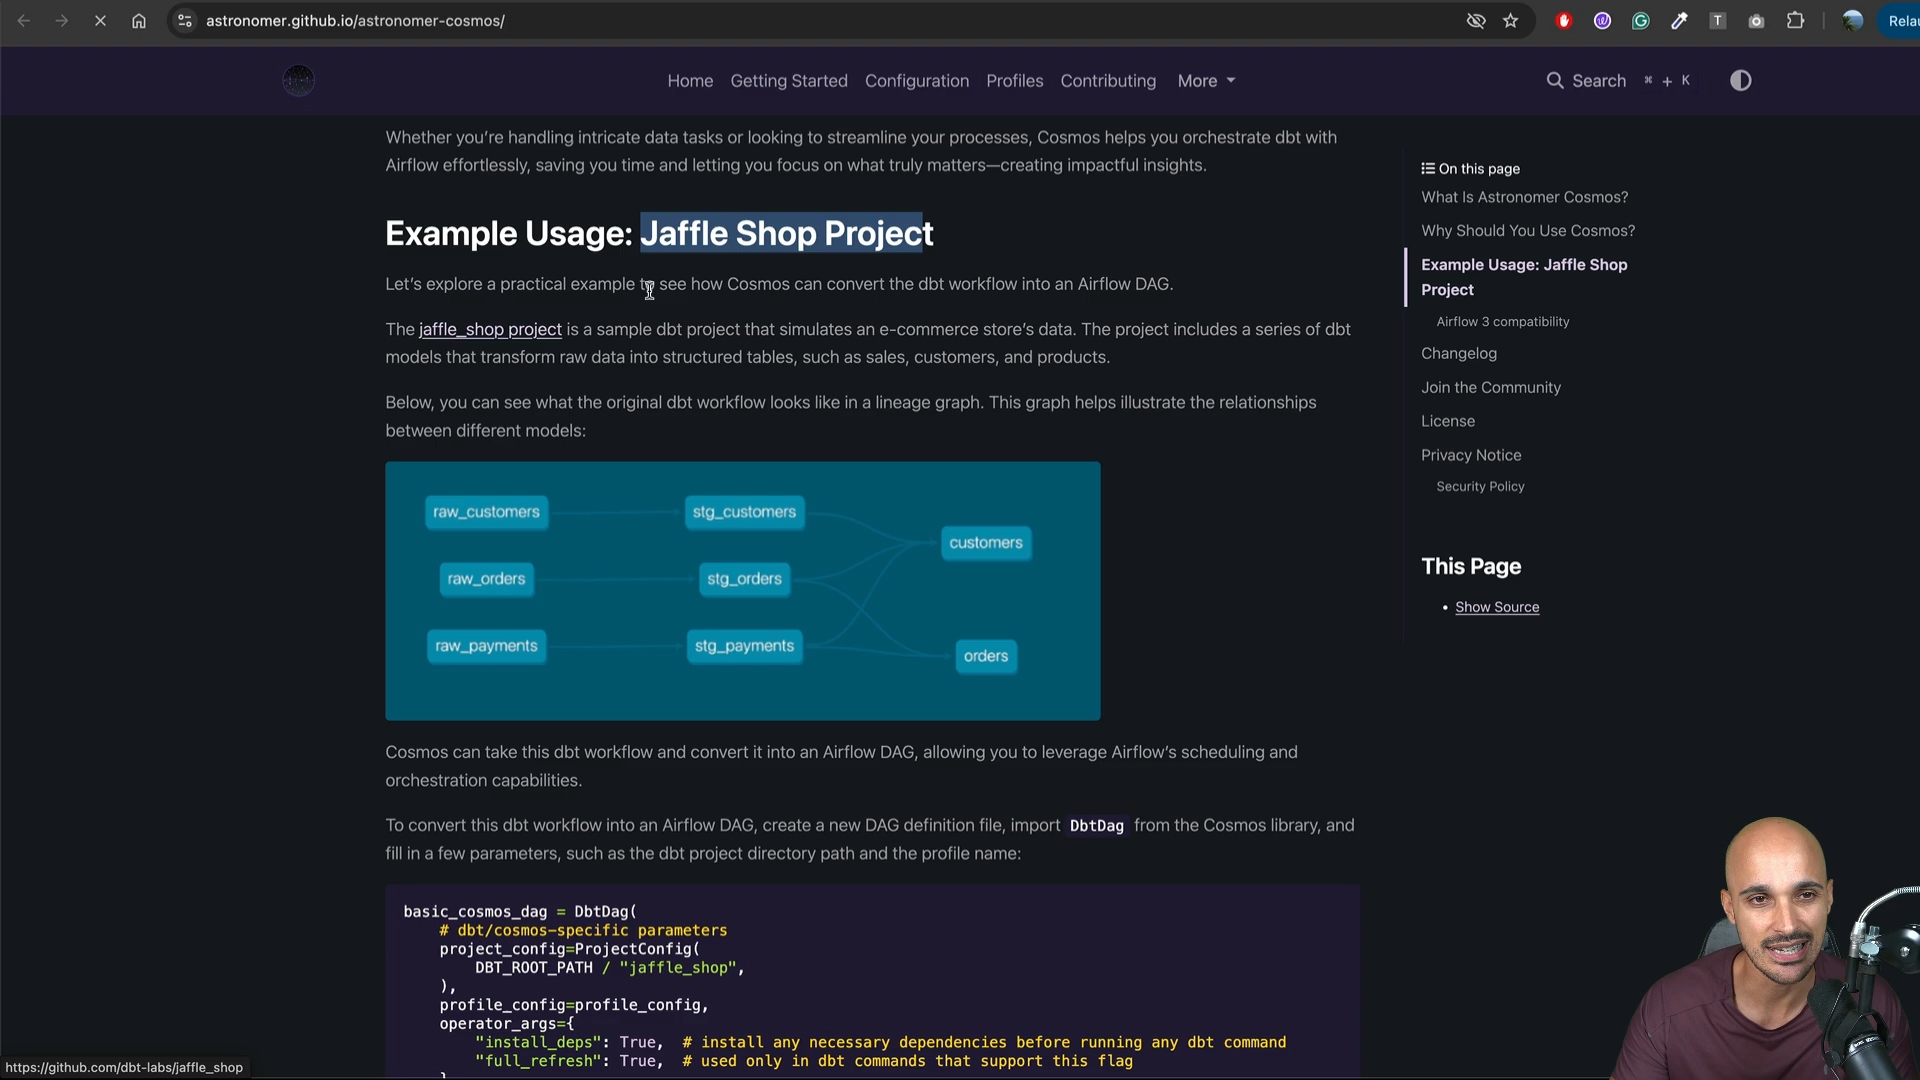 astronomer.github.io/astronomer-cosmos/
T
Relau
Home Getting Started Configuration Profiles Contributing More
Search ⌘ + K
Whether you're handling intricate data tasks or looking to streamline your processes, Cosmos helps you orchestrate dbt with
Airflow effortlessly, saving you time and letting you focus on what truly matters—creating impactful insights.
Example Usage: Jaffle Shop Project
Let's explore a practical example to see how Cosmos can convert the dbt workflow into an Airflow DAG.
The jaffle_shop project is a sample dbt project that simulates an e-commerce store's data. The project includes a series of dbt
models that transform raw data into structured tables, such as sales, customers, and products.
Below, you can see what the original dbt workflow looks like in a lineage graph. This graph helps illustrate the relationships
between different models:
raw_customers stg_customers
customers
raw_orders stg_orders
raw_payments stg_payments
orders
Cosmos can take this dbt workflow and convert it into an Airflow DAG, allowing you to leverage Airflow's scheduling and
orchestration capabilities.
To convert this dbt workflow into an Airflow DAG, create a new DAG definition file, import DbtDag from the Cosmos library, and
fill in a few parameters, such as the dbt project directory path and the profile name:
basic_cosmos_dag = DbtDag(
# dbt/cosmos-specific parameters
project_config=ProjectConfig(
DBT_ROOT_PATH / "jaffle_shop",
),
profile_config=profile_config,
operator_args={
"install_deps": True, # install any necessary dependencies before running any dbt command
"full_refresh": True, # used only in dbt commands that support this flag
On this page
What Is Astronomer Cosmos?
Why Should You Use Cosmos?
Example Usage: Jaffle Shop
Project
Airflow 3 compatibility
Changelog
Join the Community
License
Privacy Notice
Security Policy
This Page
• Show Source
https://github.com/dbt-labs/jaffle_shop